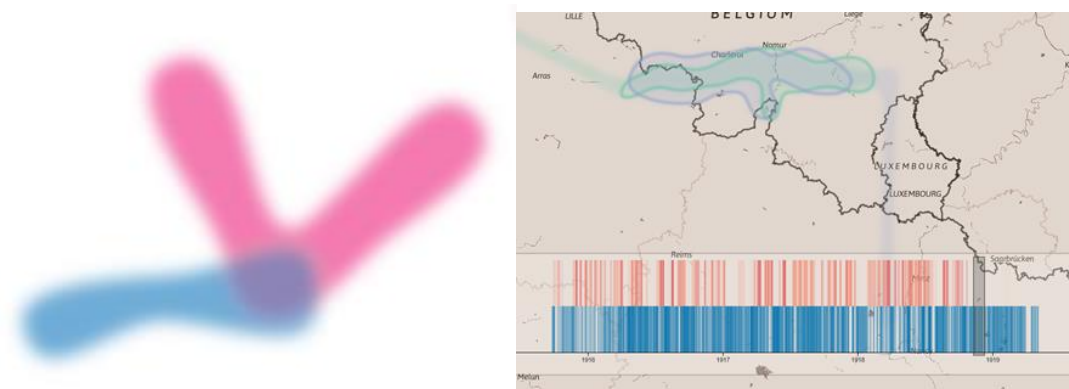 BELGIUM
LILLE
Liège
Namur
Charleroi
Arras
LUXEMBOURG
LUXEMBOURG
Reims
Saarbrücken
1916
1917
1918
1919
Melun